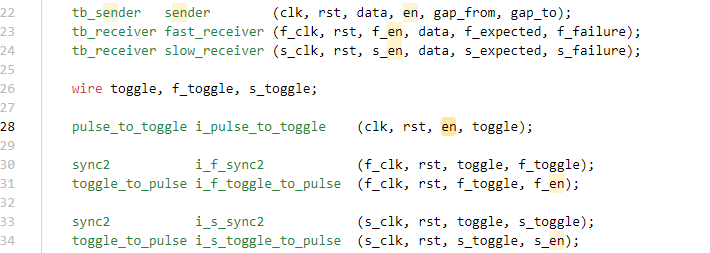 22 tb_sender sender (clk, rst, data, en, gap_from, gap_to);
23 tb_receiver fast_receiver (f_clk, rst, f_en, data, f_expected, f_failure);
24 tb_receiver slow_receiver (s_clk, rst, s_en, data, s_expected, s_failure);
25
26 wire toggle, f_toggle, s_toggle;
27
28 pulse_to_toggle i_pulse_to_toggle (clk, rst, en, toggle);
29
30 sync2 i_f_sync2 (f_clk, rst, toggle, f_toggle);
31 toggle_to_pulse i_f_toggle_to_pulse (f_clk, rst, f_toggle, f_en);
32
33 sync2 i_s_sync2 (s_clk, rst, toggle, s_toggle);
34 toggle_to_pulse i_s_toggle_to_pulse (s_clk, rst, s_toggle, s_en);